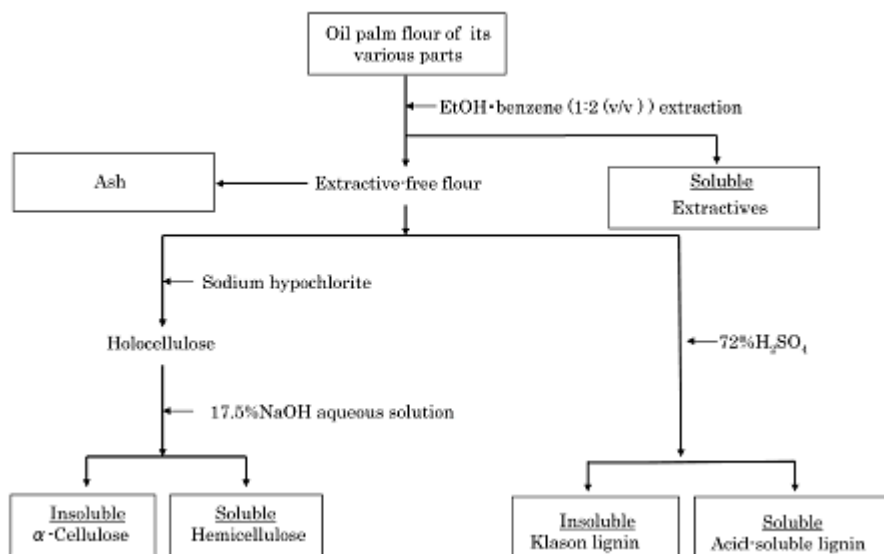 Oil palm flour of its
various parts
EtOH・benzene (1:2 (v/v) ) extraction
Ash
Extractive-free flour
Soluble
Extractiwes
Sodium hypochlorite
Holocellulose
72%H₂SO₄
17.5%NaOH aqueous solution
Insoluble
α-Cellulose
Soluble
Hemicellulose
Insoluble
Klason lignin
Soluble
Acid-soluble lignin